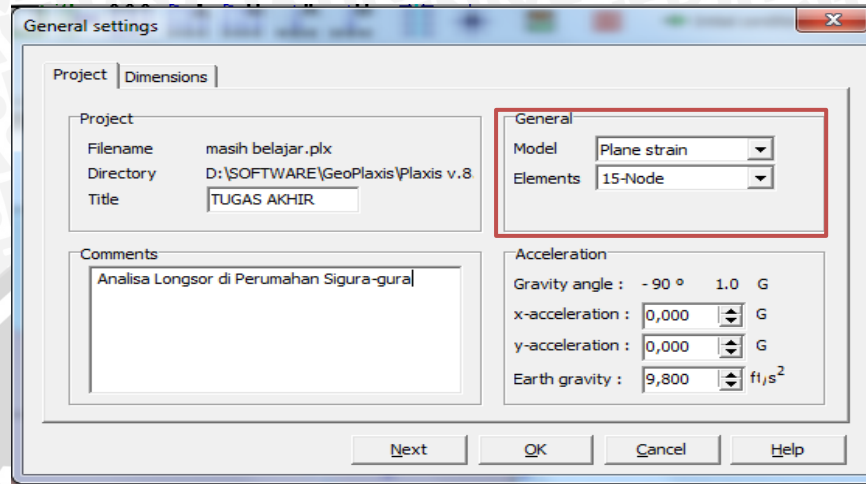 General settings
Project
Dimensions
Project
Filename masih belajar.plx
Directory D:\SOFTWARE\GeoPlaxis\Plaxis v.8
Title TUGAS AKHIR
General
Model Plane strain
Elements 15-Node
Comments
Analisa Longsor di Perumahan Sigura-gura
Acceleration
Gravity angle : - 90 º 1.0 G
x-acceleration : 0,000 G
y-acceleration : 0,000 G
Earth gravity : 9,800 ft/s²
Next
OK
Cancel
Help